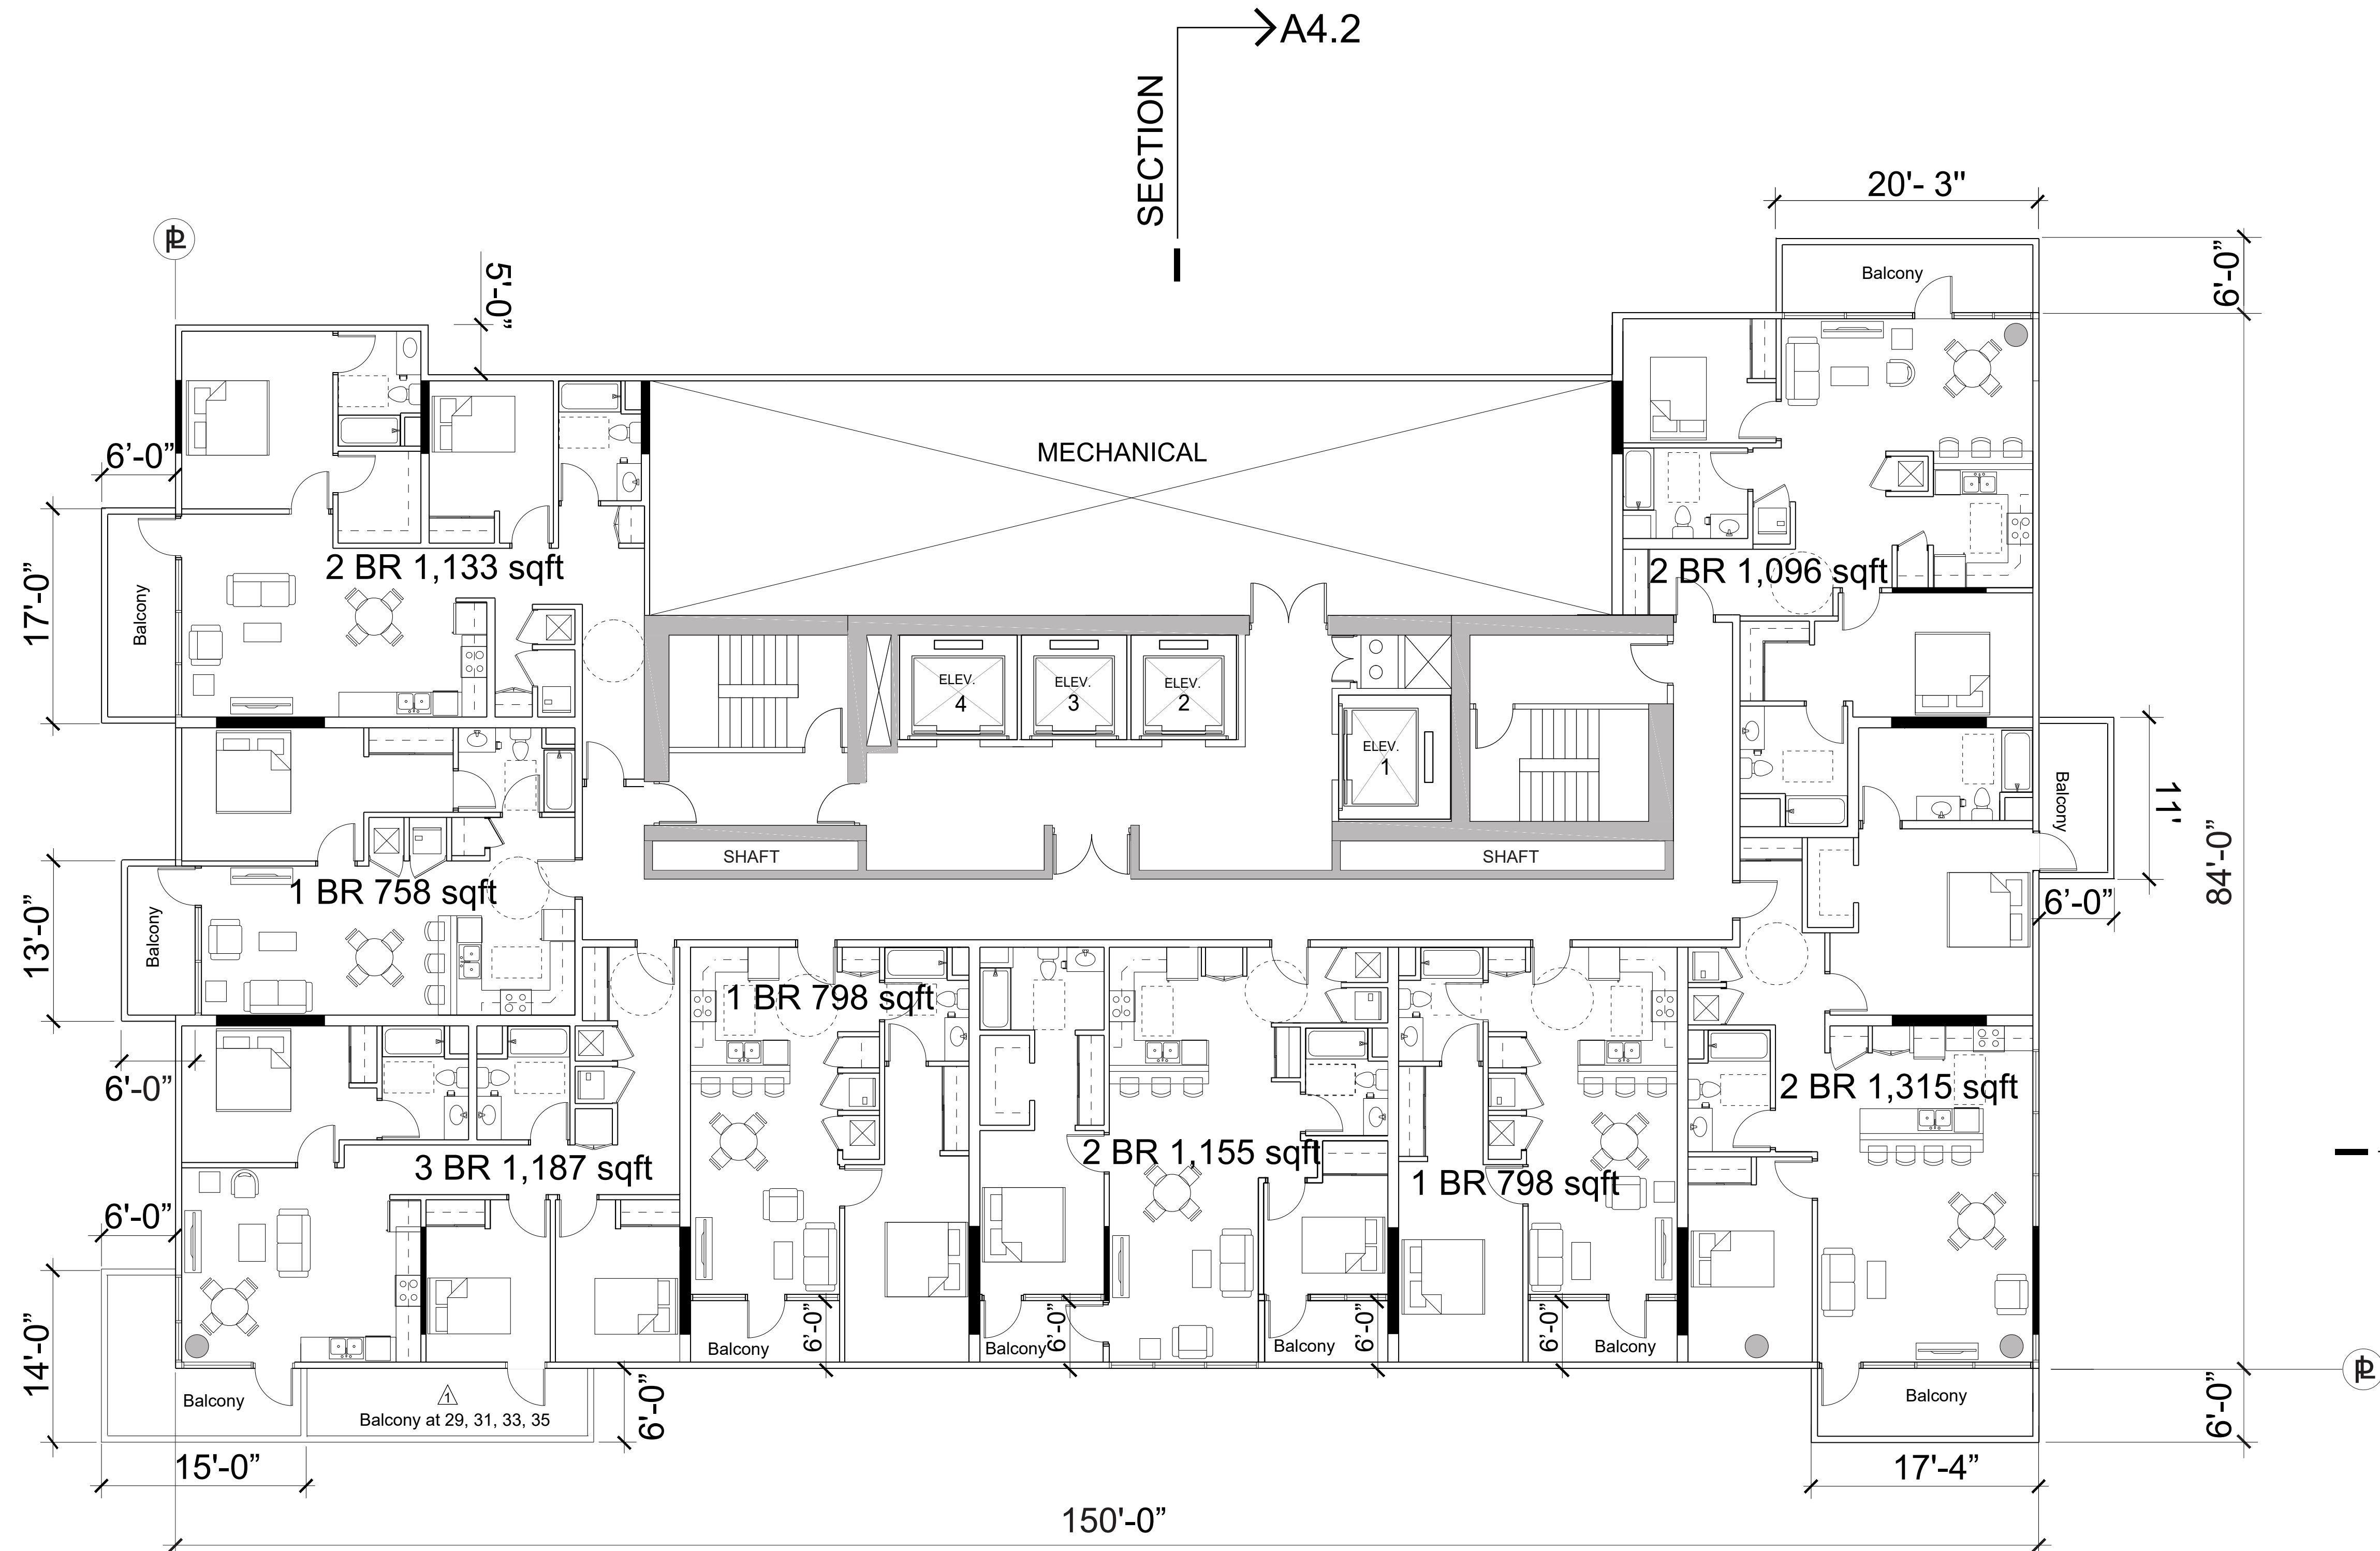 A4.2
SECTION
20'- 3"
PL
5'-0”
6'-0”
Balcony
MECHANICAL
6'-0”
2 BR 1,133 sqft
2 BR 1,096 sqft
17'-0”
Balcony
ELEV.
4
ELEV.
3
ELEV.
2
ELEV.
1
Balcony
11'
84'-0”
SHAFT
SHAFT
1 BR 758 sqft
6'-0”
13'-0”
Balcony
1 BR 798 sqft
6'-0”
2 BR 1,315 sqft
3 BR 1,187 sqft
2 BR 1,155 sqft
1 BR 798 sqft
6'-0”
14'-0”
Balcony
6'-0”
Balcony
6'-0”
Balcony
6'-0”
6'-0”
Balcony
PL
Balcony
1
Balcony at 29, 31, 33, 35
6'-0”
Balcony
6'-0”
15'-0”
17'-4”
150'-0”